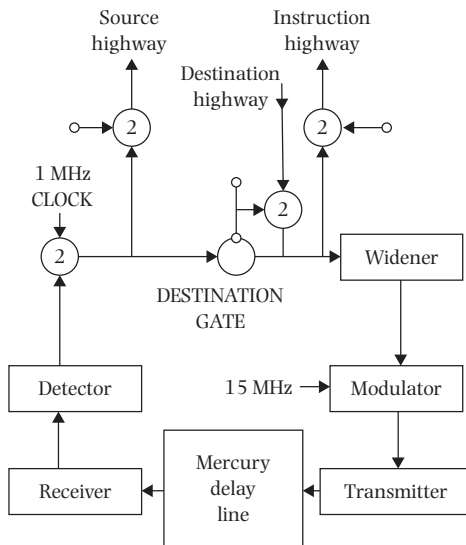 Source
highway
Instruction
highway
Destination
highway
2
2
1 MHz
CLOCK
2
2
DESTINATION
GATE
Widener
Detector
15 MHz
Modulator
Receiver
Mercury
delay
line
Transmitter